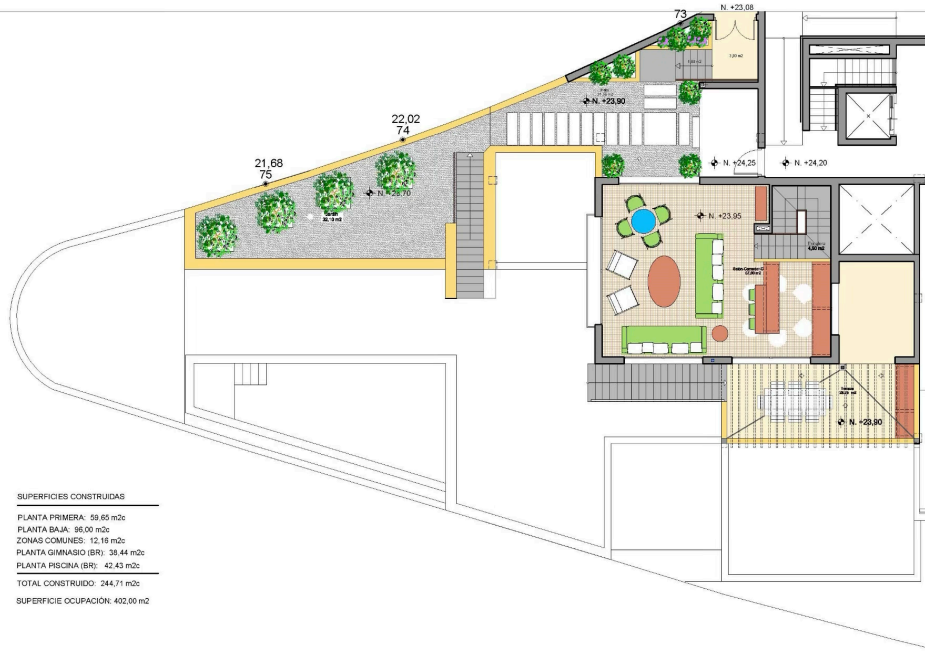 N. +23,08
73
N. +23,90
22,02
74
21,68
75
N. +24,25
N. +24,20
N. +23,95
N. +23,90
SUPERFICIES CONSTRUIDAS
PLANTA PRIMERA: 59,65 m2c
PLANTA BAJA: 96,00 m2c
ZONAS COMUNES: 12,16 m2c
PLANTA GIMNASIO (BR): 38,44 m2c
PLANTA PISCINA (BR): 42,43 m2c
TOTAL CONSTRUIDO: 244,71 m2c
SUPERFICIE OCUPACIÓN: 402,00 m2